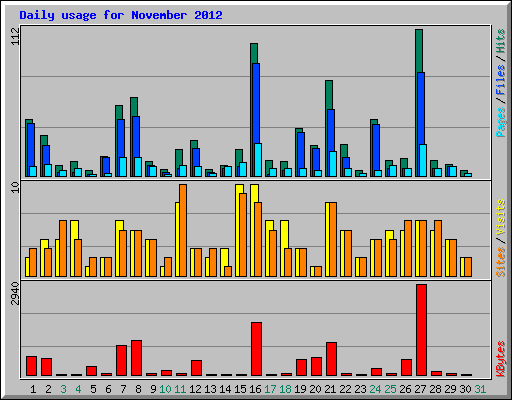 Daily usage for November 2012
112
Pages / Files / Hits
10
Sites / Visits
2940
KBytes
1 2 3 4 5 6 7 8 9 10 11 12 13 14 15 16 17 18 19 20 21 22 23 24 25 26 27 28 29 30 31